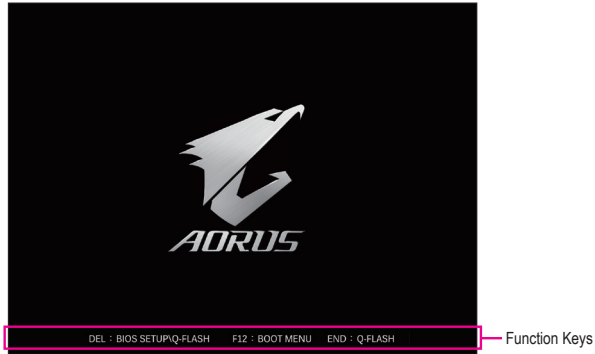 AORUS
DEL : BIOS SETUP\Q-FLASH F12 : BOOT MENU END : Q-FLASH
Function Keys